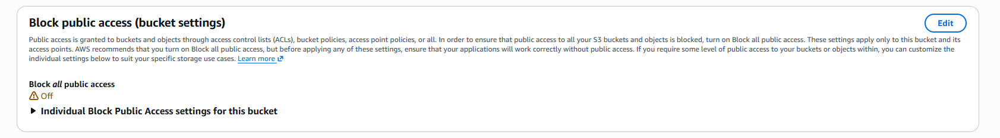 Block public access (bucket settings)
Edit
Public access is granted to buckets and objects through access control lists (ACLs), bucket policies, access point policies, or all. In order to ensure that public access to all your S3 buckets and objects is blocked, turn on Block all public access. These settings apply only to this bucket and its
access points. AWS recommends that you turn on Block all public access, but before applying any of these settings, ensure that your applications will work correctly without public access. If you require some level of public access to your buckets or objects within, you can customize the
individual settings below to suit your specific storage use cases. Learn more
Block all public access
Off
Individual Block Public Access settings for this bucket